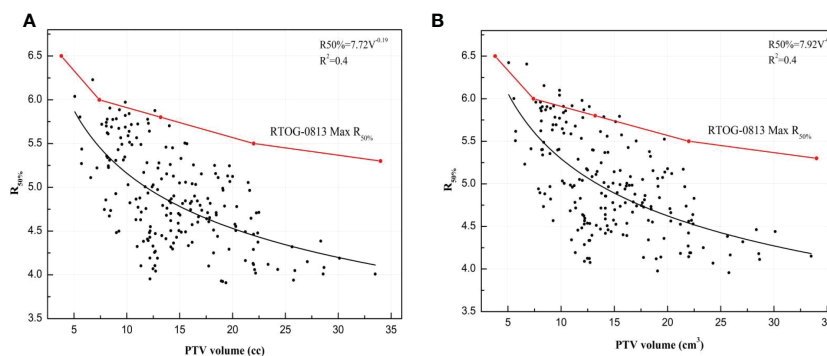 A
R50%=7.72V-0.19
R²=0.4
RTOG-0813 Max R50%
R50%
6.5
6.0
5.5
5.0
4.5
4.0
3.5
5 10 15 20 25 30 35
PTV volume (cc)
B
R50%=7.92V-
R²=0.4
RTOG-0813 Max R50%
R50%
6.5
6.0
5.5
5.0
4.5
4.0
3.5
5 10 15 20 25 30
PTV volume (cm³)